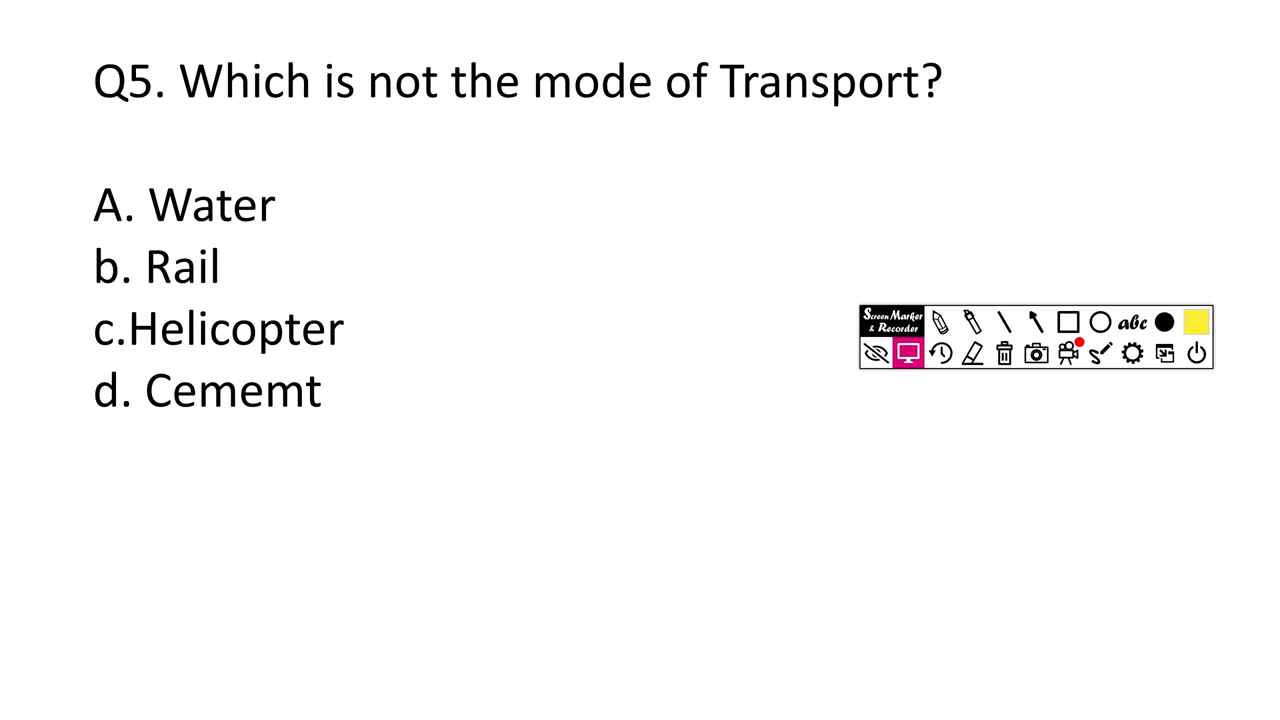 Q5. Which is not the mode of Transport?
A. Water
b. Rail
c.Helicopter
d. Cememt
Screen Marker
& Recorder
abc